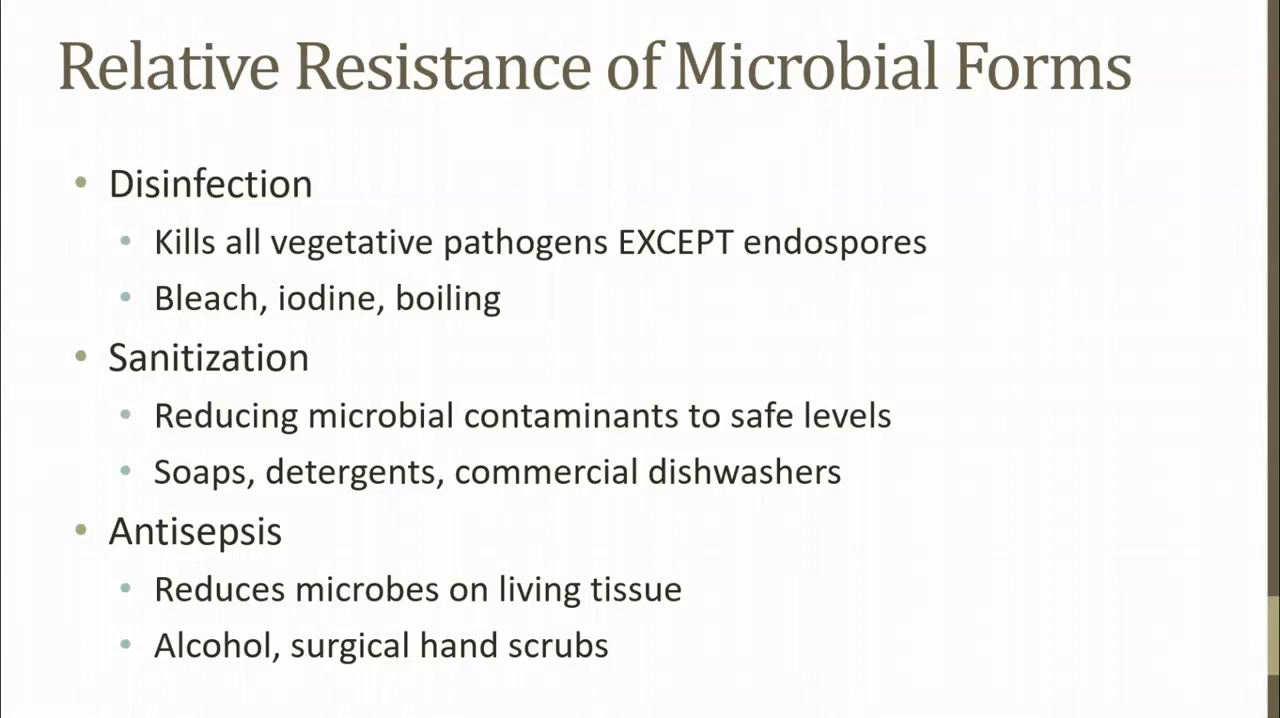 Relative Resistance of Microbial Forms
• Disinfection
• Kills all vegetative pathogens EXCEPT endospores
• Bleach, iodine, boiling
• Sanitization
• Reducing microbial contaminants to safe levels
• Soaps, detergents, commercial dishwashers
• Antisepsis
• Reduces microbes on living tissue
• Alcohol, surgical hand scrubs